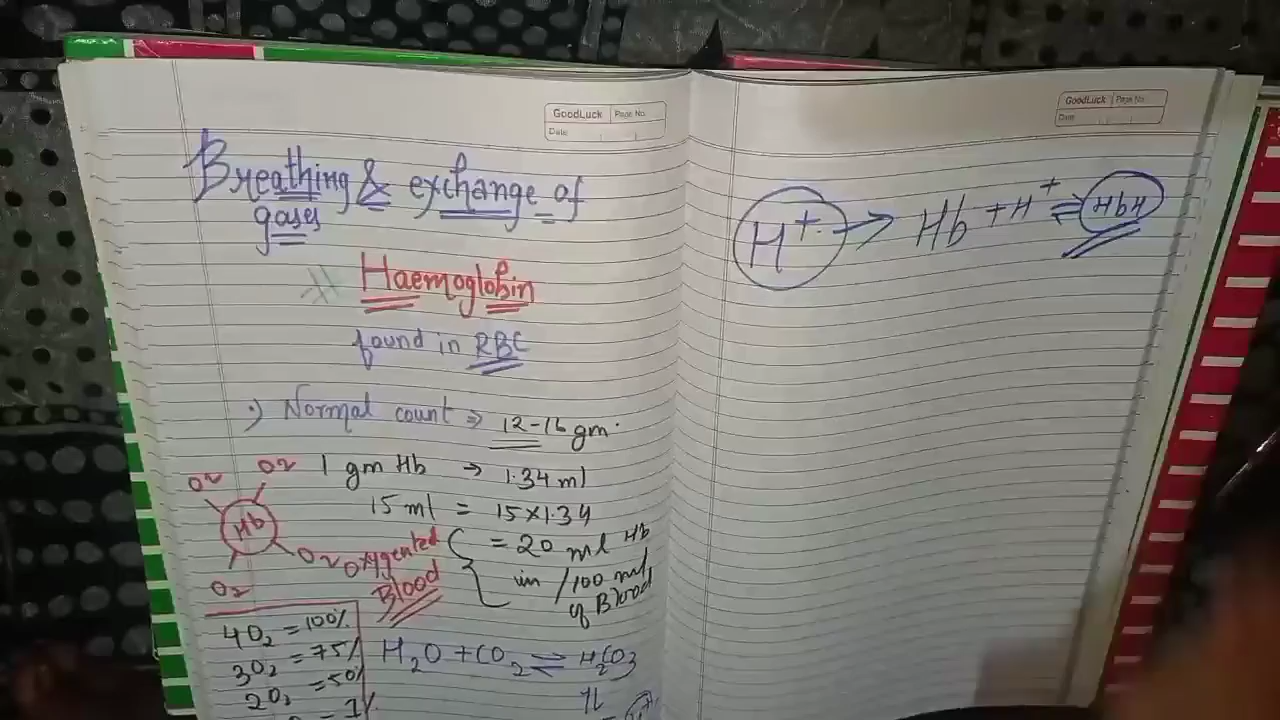 GoodLuck Page No.
Date
Breathing & exchange of
gases
Haemoglobin
found in RBC
Normal count ⇒ 12-16 gm.
1 gm Hb → 1.34 ml
15 ml = 15×1.34
= 20 ml Hb
in /100 ml
of Blood
Oxygented
Blood
O2 O2
Hb
O2 O2
4O2 = 100%
3O2 = 75%
2O2 = 50%
H2O + CO2 ⇌ H2CO3
GoodLuck Page No.
Date
H+ → Hb + H+ ⇌ HbH